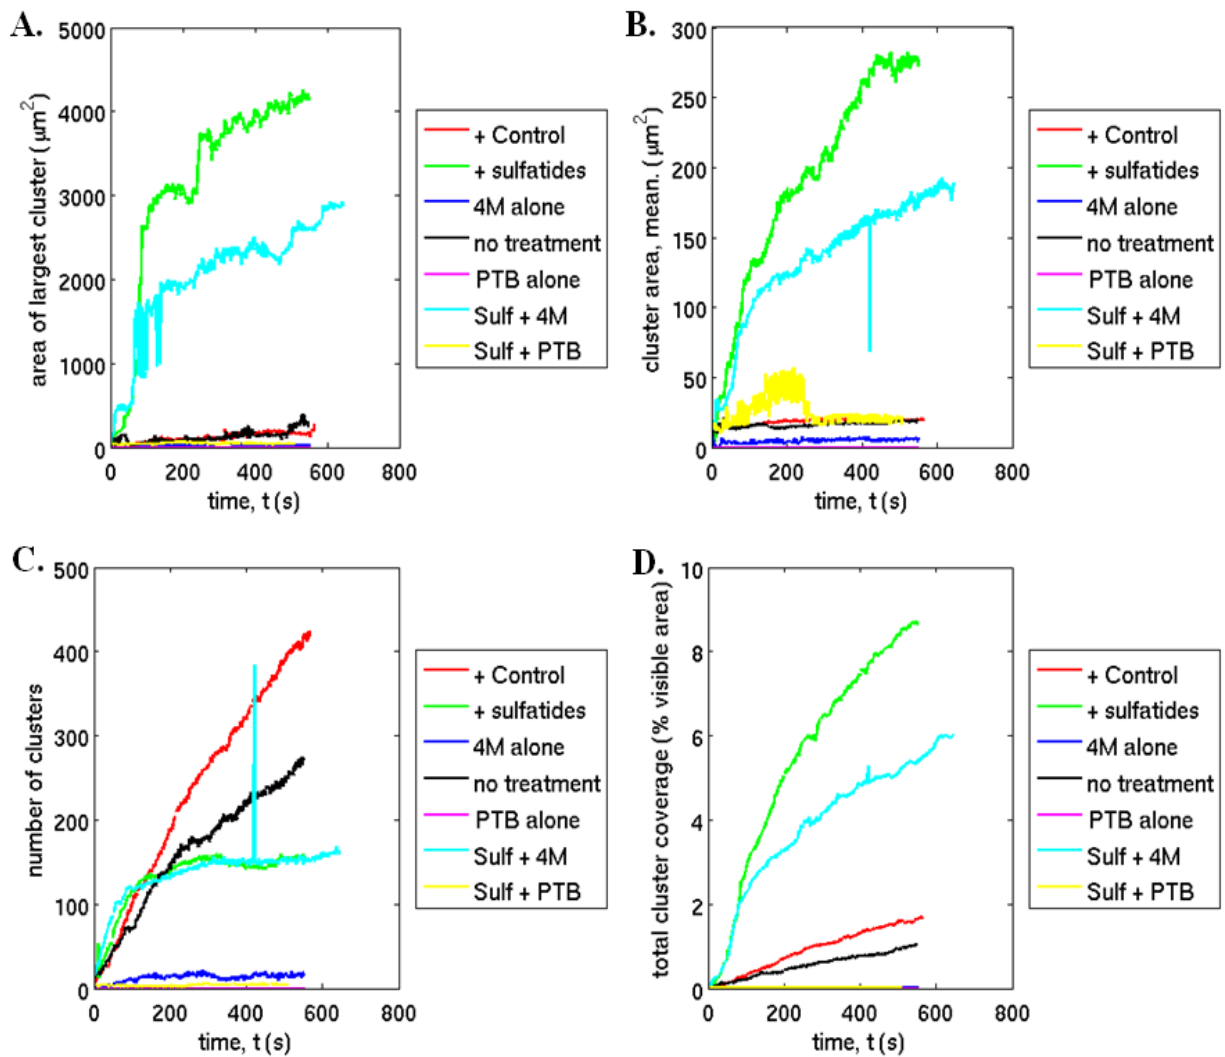 A.
5000
4000
3000
2000
1000
0
0 200 400 600 800
time, t (s)
area of largest cluster (μm²)
+ Control
+ sulfatides
4M alone
no treatment
PTB alone
Sulf + 4M
Sulf + PTB
B.
300
250
200
150
100
50
0
0 200 400 600 800
time, t (s)
cluster area, mean. (μm²)
+ Control
+ sulfatides
4M alone
no treatment
PTB alone
Sulf + 4M
Sulf + PTB
C.
500
400
300
200
100
0
0 200 400 600 800
time, t (s)
number of clusters
+ Control
+ sulfatides
4M alone
no treatment
PTB alone
Sulf + 4M
Sulf + PTB
D.
10
8
6
4
2
0
0 200 400 600 800
time, t (s)
total cluster coverage (% visible area)
+ Control
+ sulfatides
4M alone
no treatment
PTB alone
Sulf + 4M
Sulf + PTB